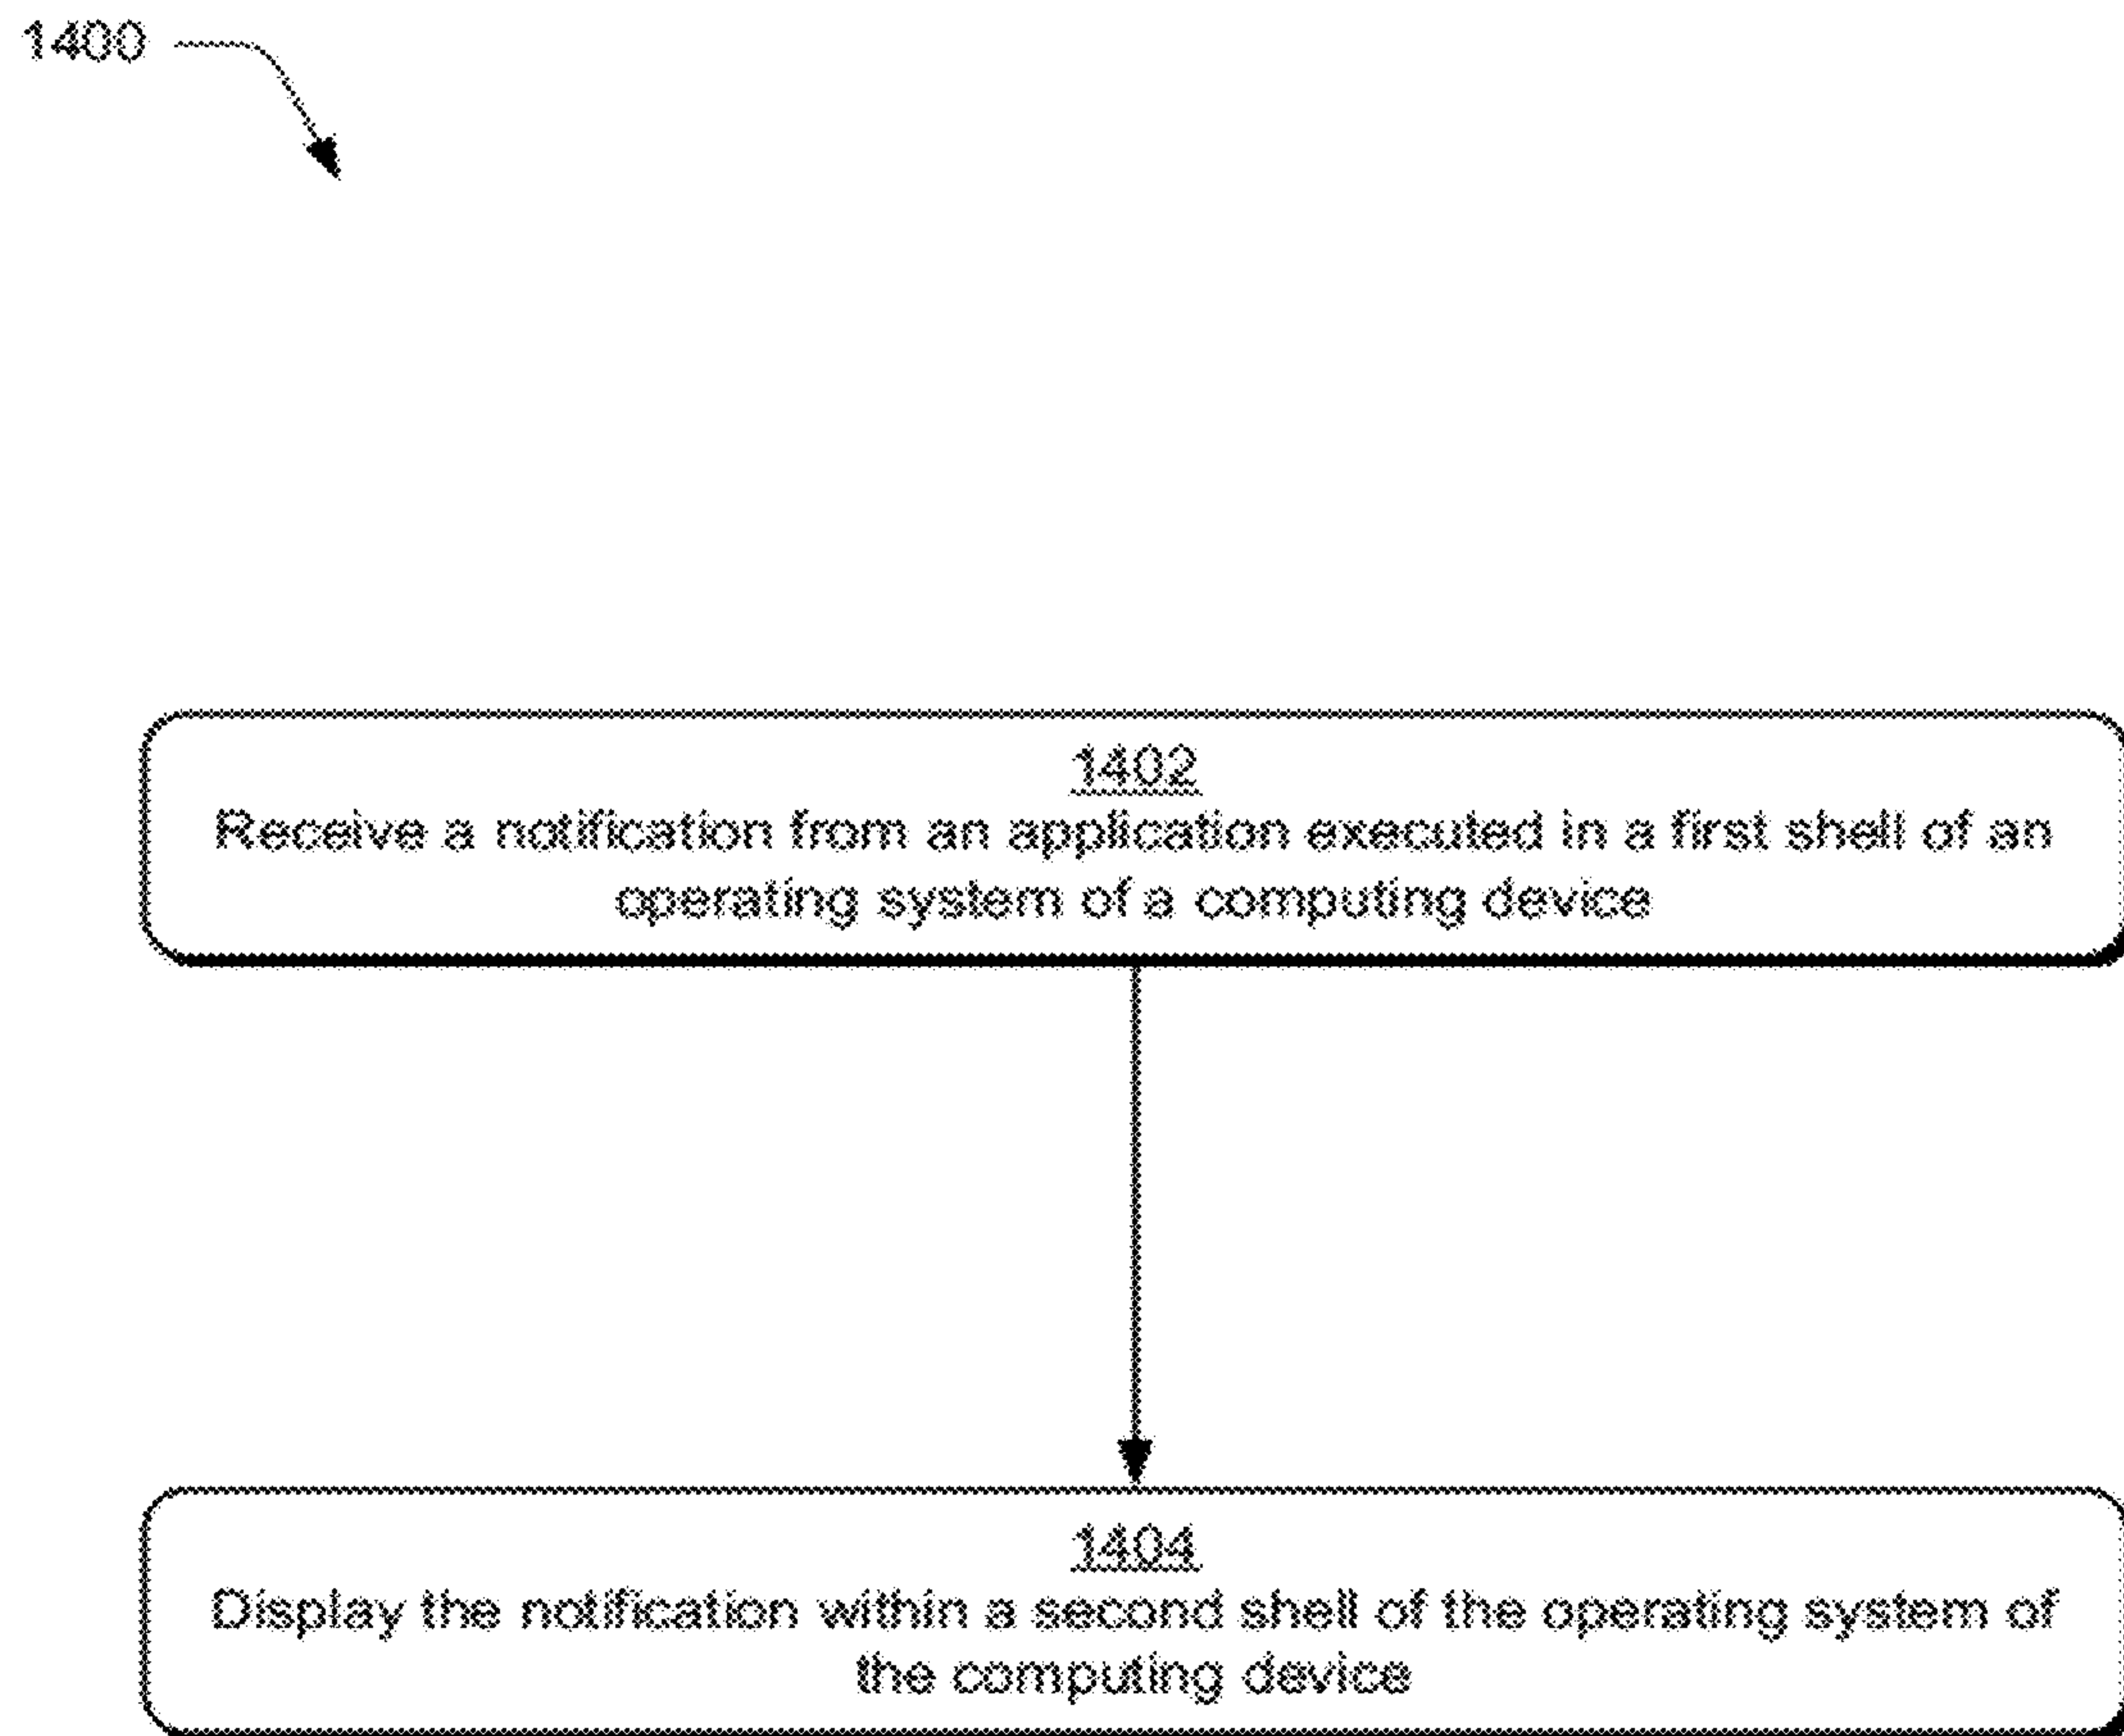 1400
1402
Receive a notification from an application executed in a first shell of an
operating system of a computing device
1404
Display the notification within a second shell of the operating system of
the computing device